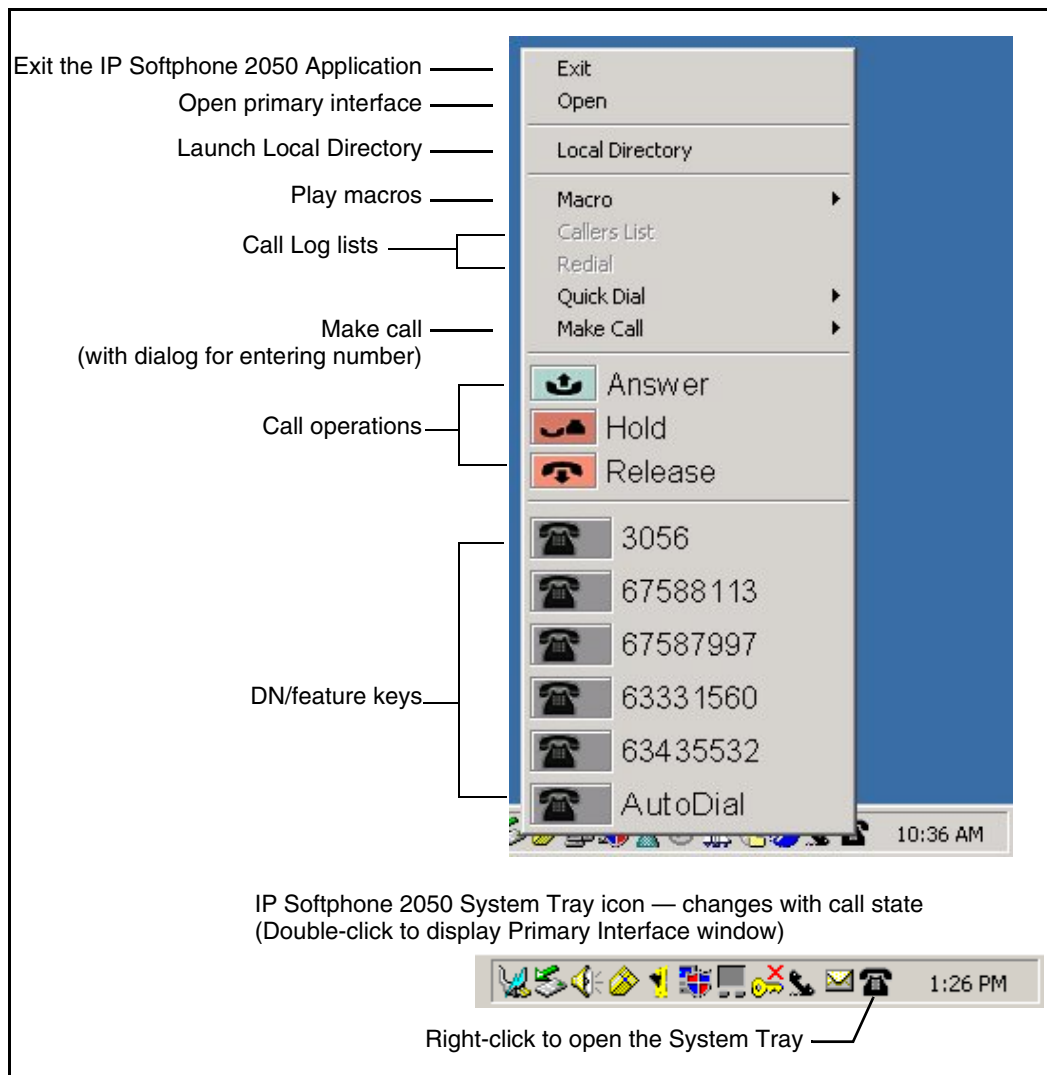 Exit the IP Softphone 2050 Application
Exit
Open primary interface
Open
Launch Local Directory
Local Directory
Play macros
Macro
Call Log lists
Callers List
Redial
Quick Dial
Make call
(with dialog for entering number)
Make Call
Call operations
Answer
Hold
Release
DN/feature keys
3056
67588113
67587997
63331560
63435532
AutoDial
10:36 AM
IP Softphone 2050 System Tray icon — changes with call state
(Double-click to display Primary Interface window)
1:26 PM
Right-click to open the System Tray